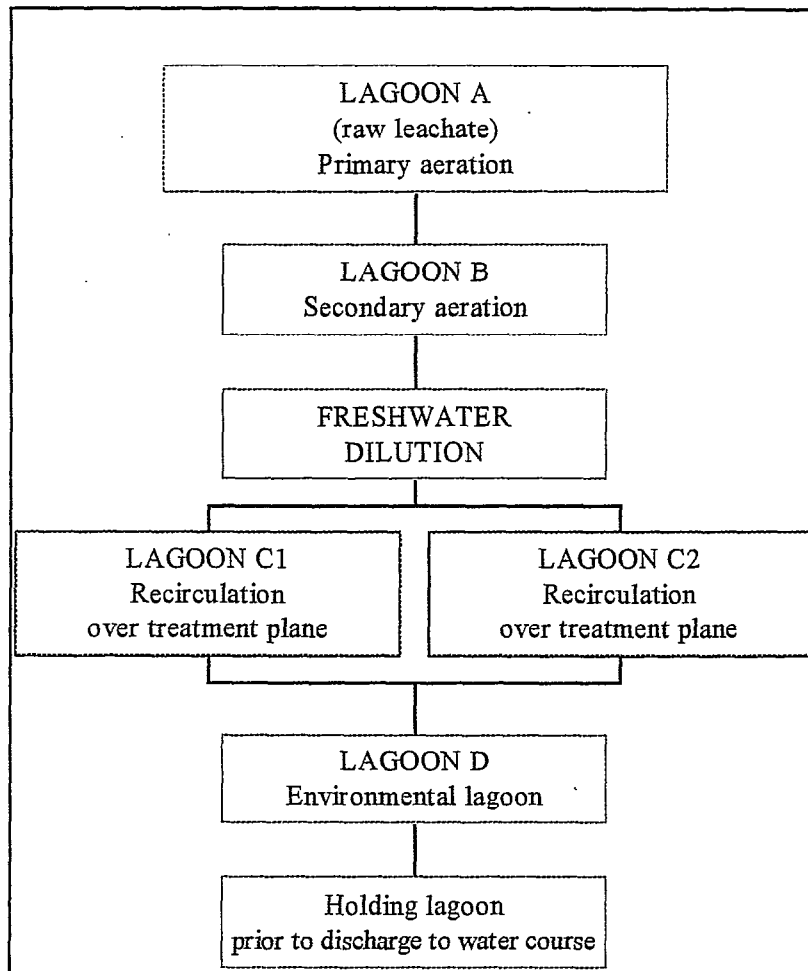 LAGOON A
(raw leachate)
Primary aeration
LAGOON B
Secondary aeration
FRESHWATER
DILUTION
LAGOON C1
Recirculation
over treatment plane
LAGOON C2
Recirculation
over treatment plane
LAGOON D
Environmental lagoon
Holding lagoon
prior to discharge to water course